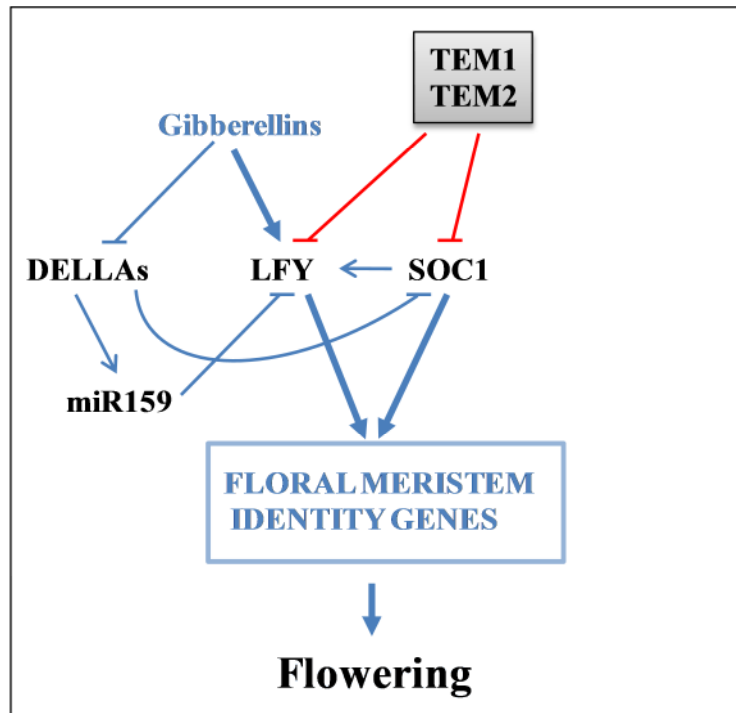 TEM1
TEM2
Gibberellins
DELLAs
LFY
SOC1
miR159
FLORAL MERISTEM
IDENTITY GENES
Flowering